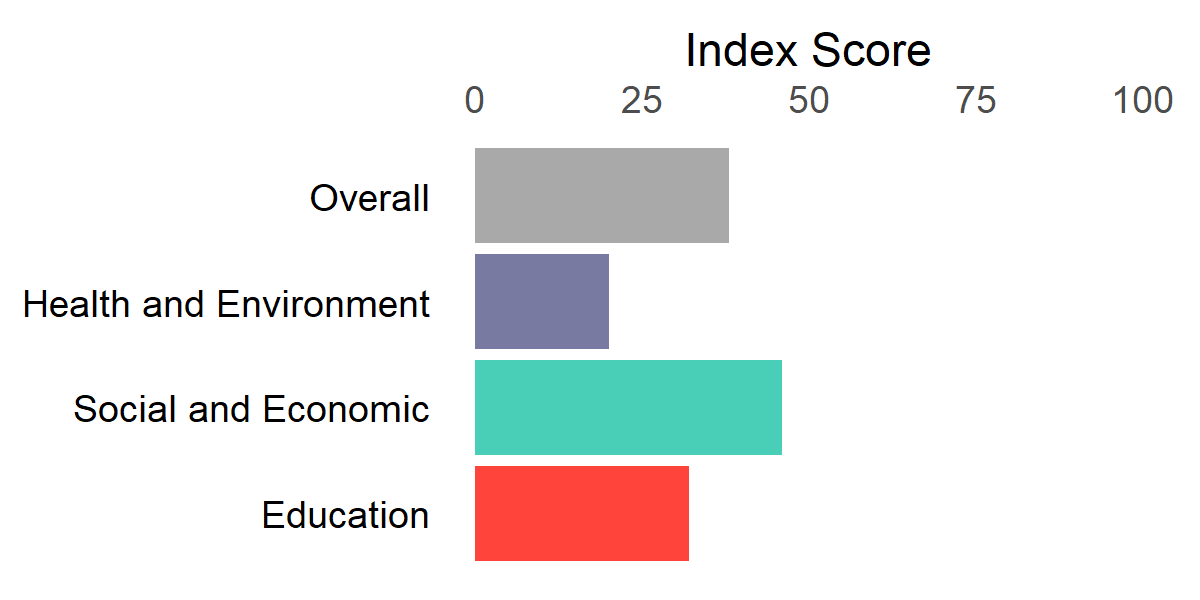 Index Score
0 25 50 75 100
Overall
Health and Environment
Social and Economic
Education